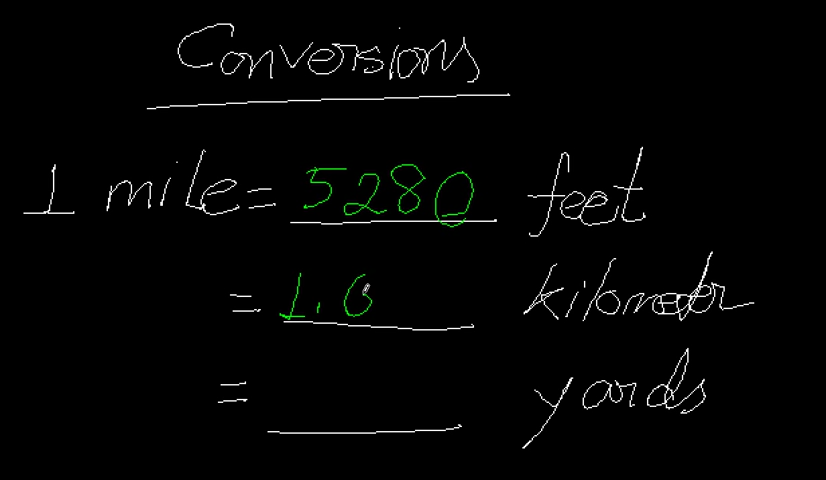 Conversions
1 mile = 5280 feet
= 1.6 kilometer
= yards